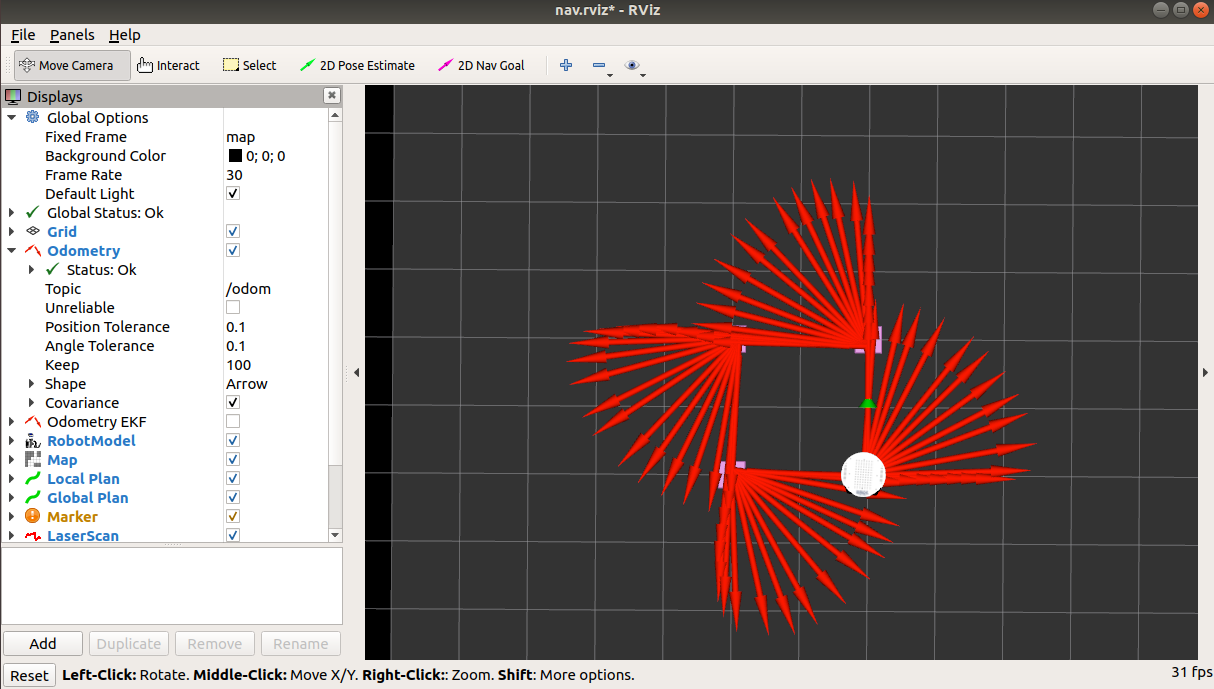 nav.rviz* - RViz
File Panels Help
Move Camera Interact Select 2D Pose Estimate 2D Nav Goal
Displays
Global Options
Fixed Frame map
Background Color 0; 0; 0
Frame Rate 30
Default Light
Global Status: Ok
Grid
Odometry
Status: Ok
Topic /odom
Unreliable
Position Tolerance 0.1
Angle Tolerance 0.1
Keep 100
Shape Arrow
Covariance
Odometry EKF
RobotModel
Map
Local Plan
Global Plan
Marker
LaserScan
Add Duplicate Remove Rename
Reset Left-Click: Rotate. Middle-Click: Move X/Y. Right-Click:: Zoom. Shift: More options. 31 fps